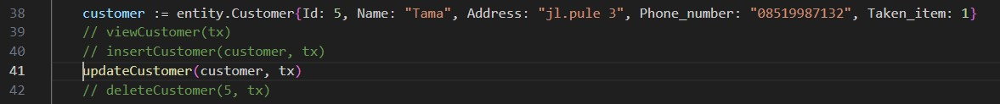 38 customer := entity.Customer{Id: 5, Name: "Tama", Address: "jl.pule 3", Phone_number: "08519987132", Taken_item: 1}
39 // viewCustomer(tx)
40 // insertCustomer(customer, tx)
41 updateCustomer(customer, tx)
42 // deleteCustomer(5, tx)